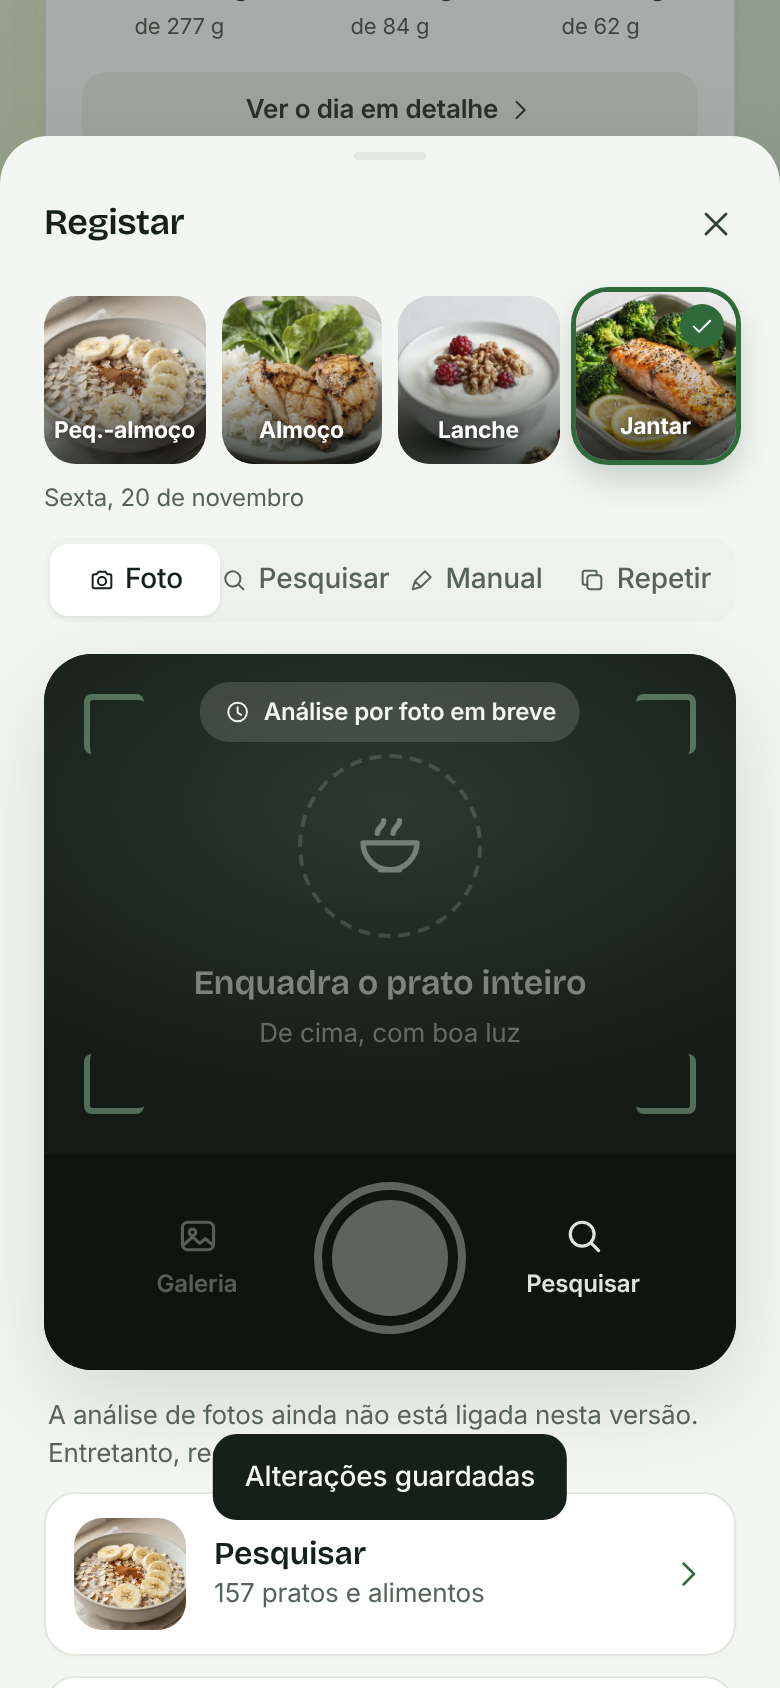 de 277 g
de 84 g
de 62 g
Ver o dia em detalhe
Registar
Peq.-almoço
Almoço
Lanche
Jantar
Sexta, 20 de novembro
Foto
Pesquisar
Manual
Repetir
Análise por foto em breve
Enquadra o prato inteiro
De cima, com boa luz
Galeria
Pesquisar
A análise de fotos ainda não está ligada nesta versão.
Entretanto,
Alterações guardadas
Pesquisar
157 pratos e alimentos